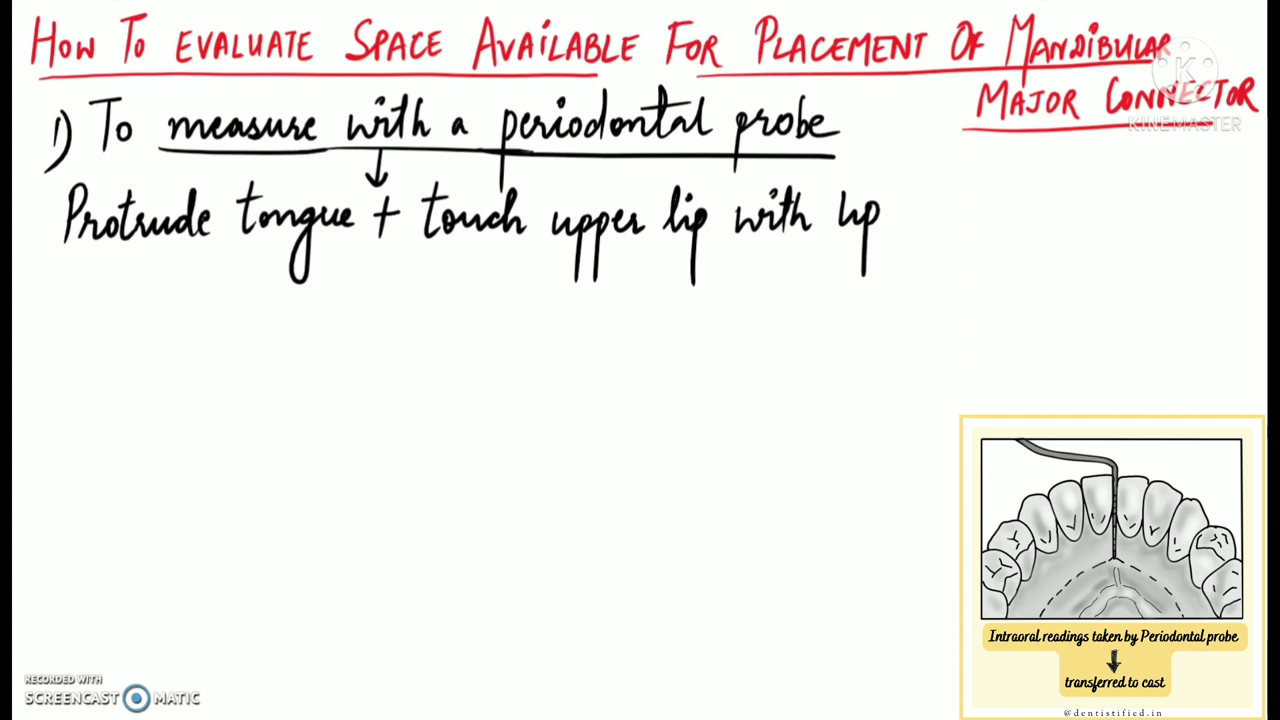 HOW TO EVALUATE SPACE AVAILABLE FOR PLACEMENT OF MANDIBULAR
MAJOR CONNECTOR
K
KINEMASTER
1) To measure with a periodontal probe
↓
Protrude tongue + touch upper lip with up
Intraoral readings taken by Periodontal probe
transferred to cast
@dentistified.in
RECORDED WITH
SCREENCAST MATIC